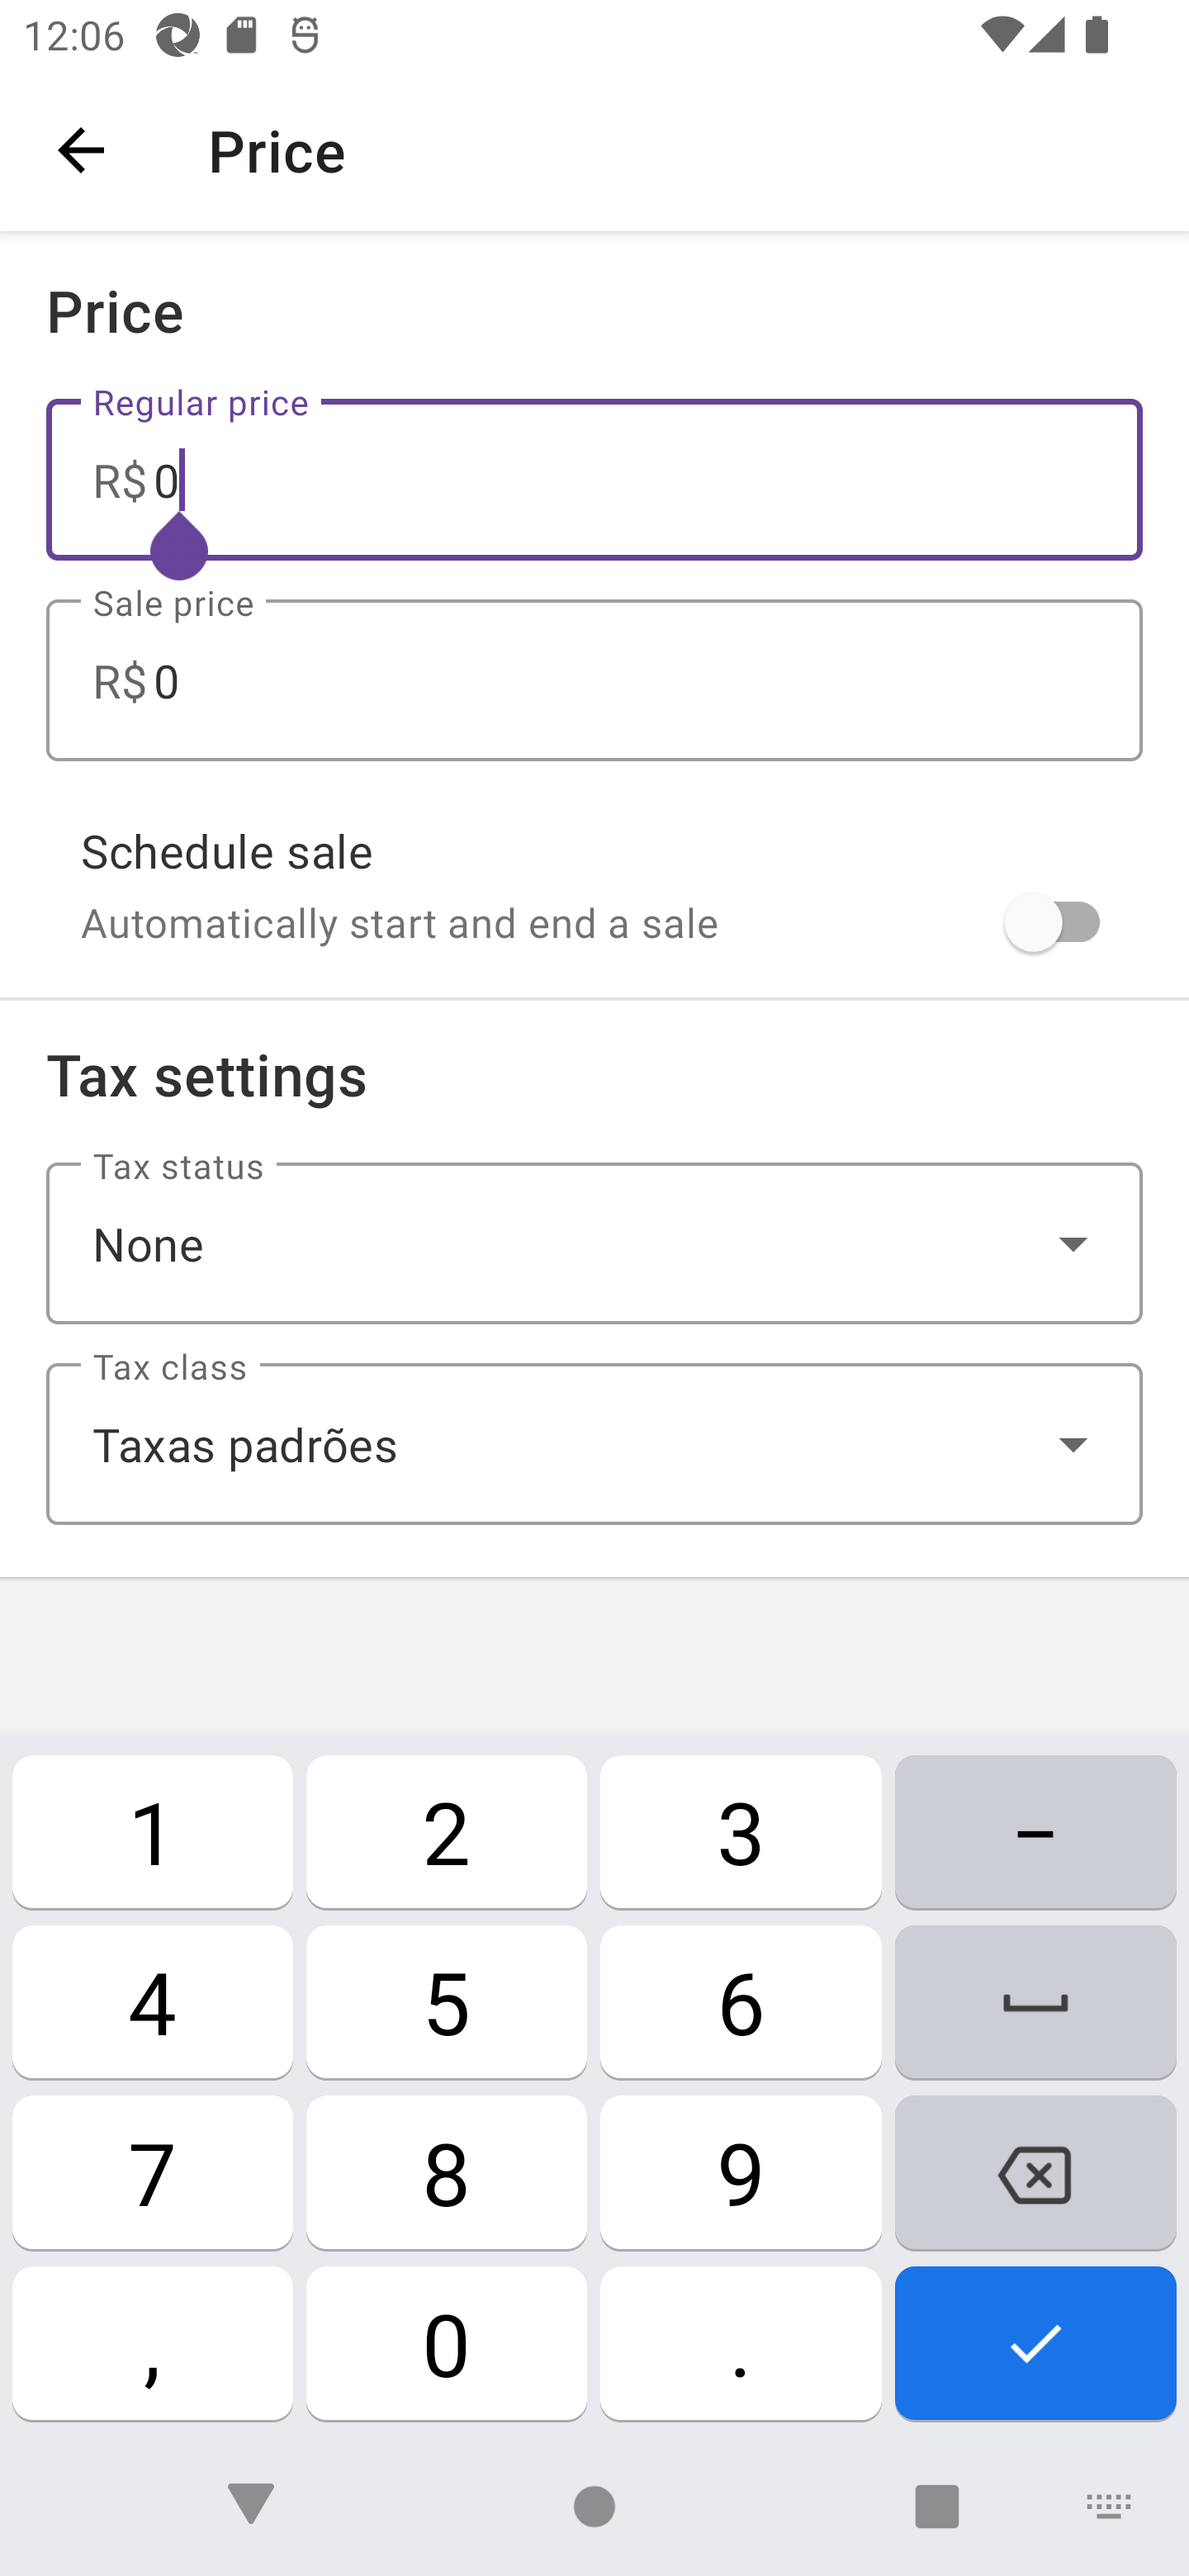 12:06
Price
Price
Regular price
R$ 0
Sale price
R$ 0
Schedule sale
Automatically start and end a sale
Tax settings
Tax status
None
Tax class
Taxas padrões
1 2 3 –
4 5 6
7 8 9
, 0 .